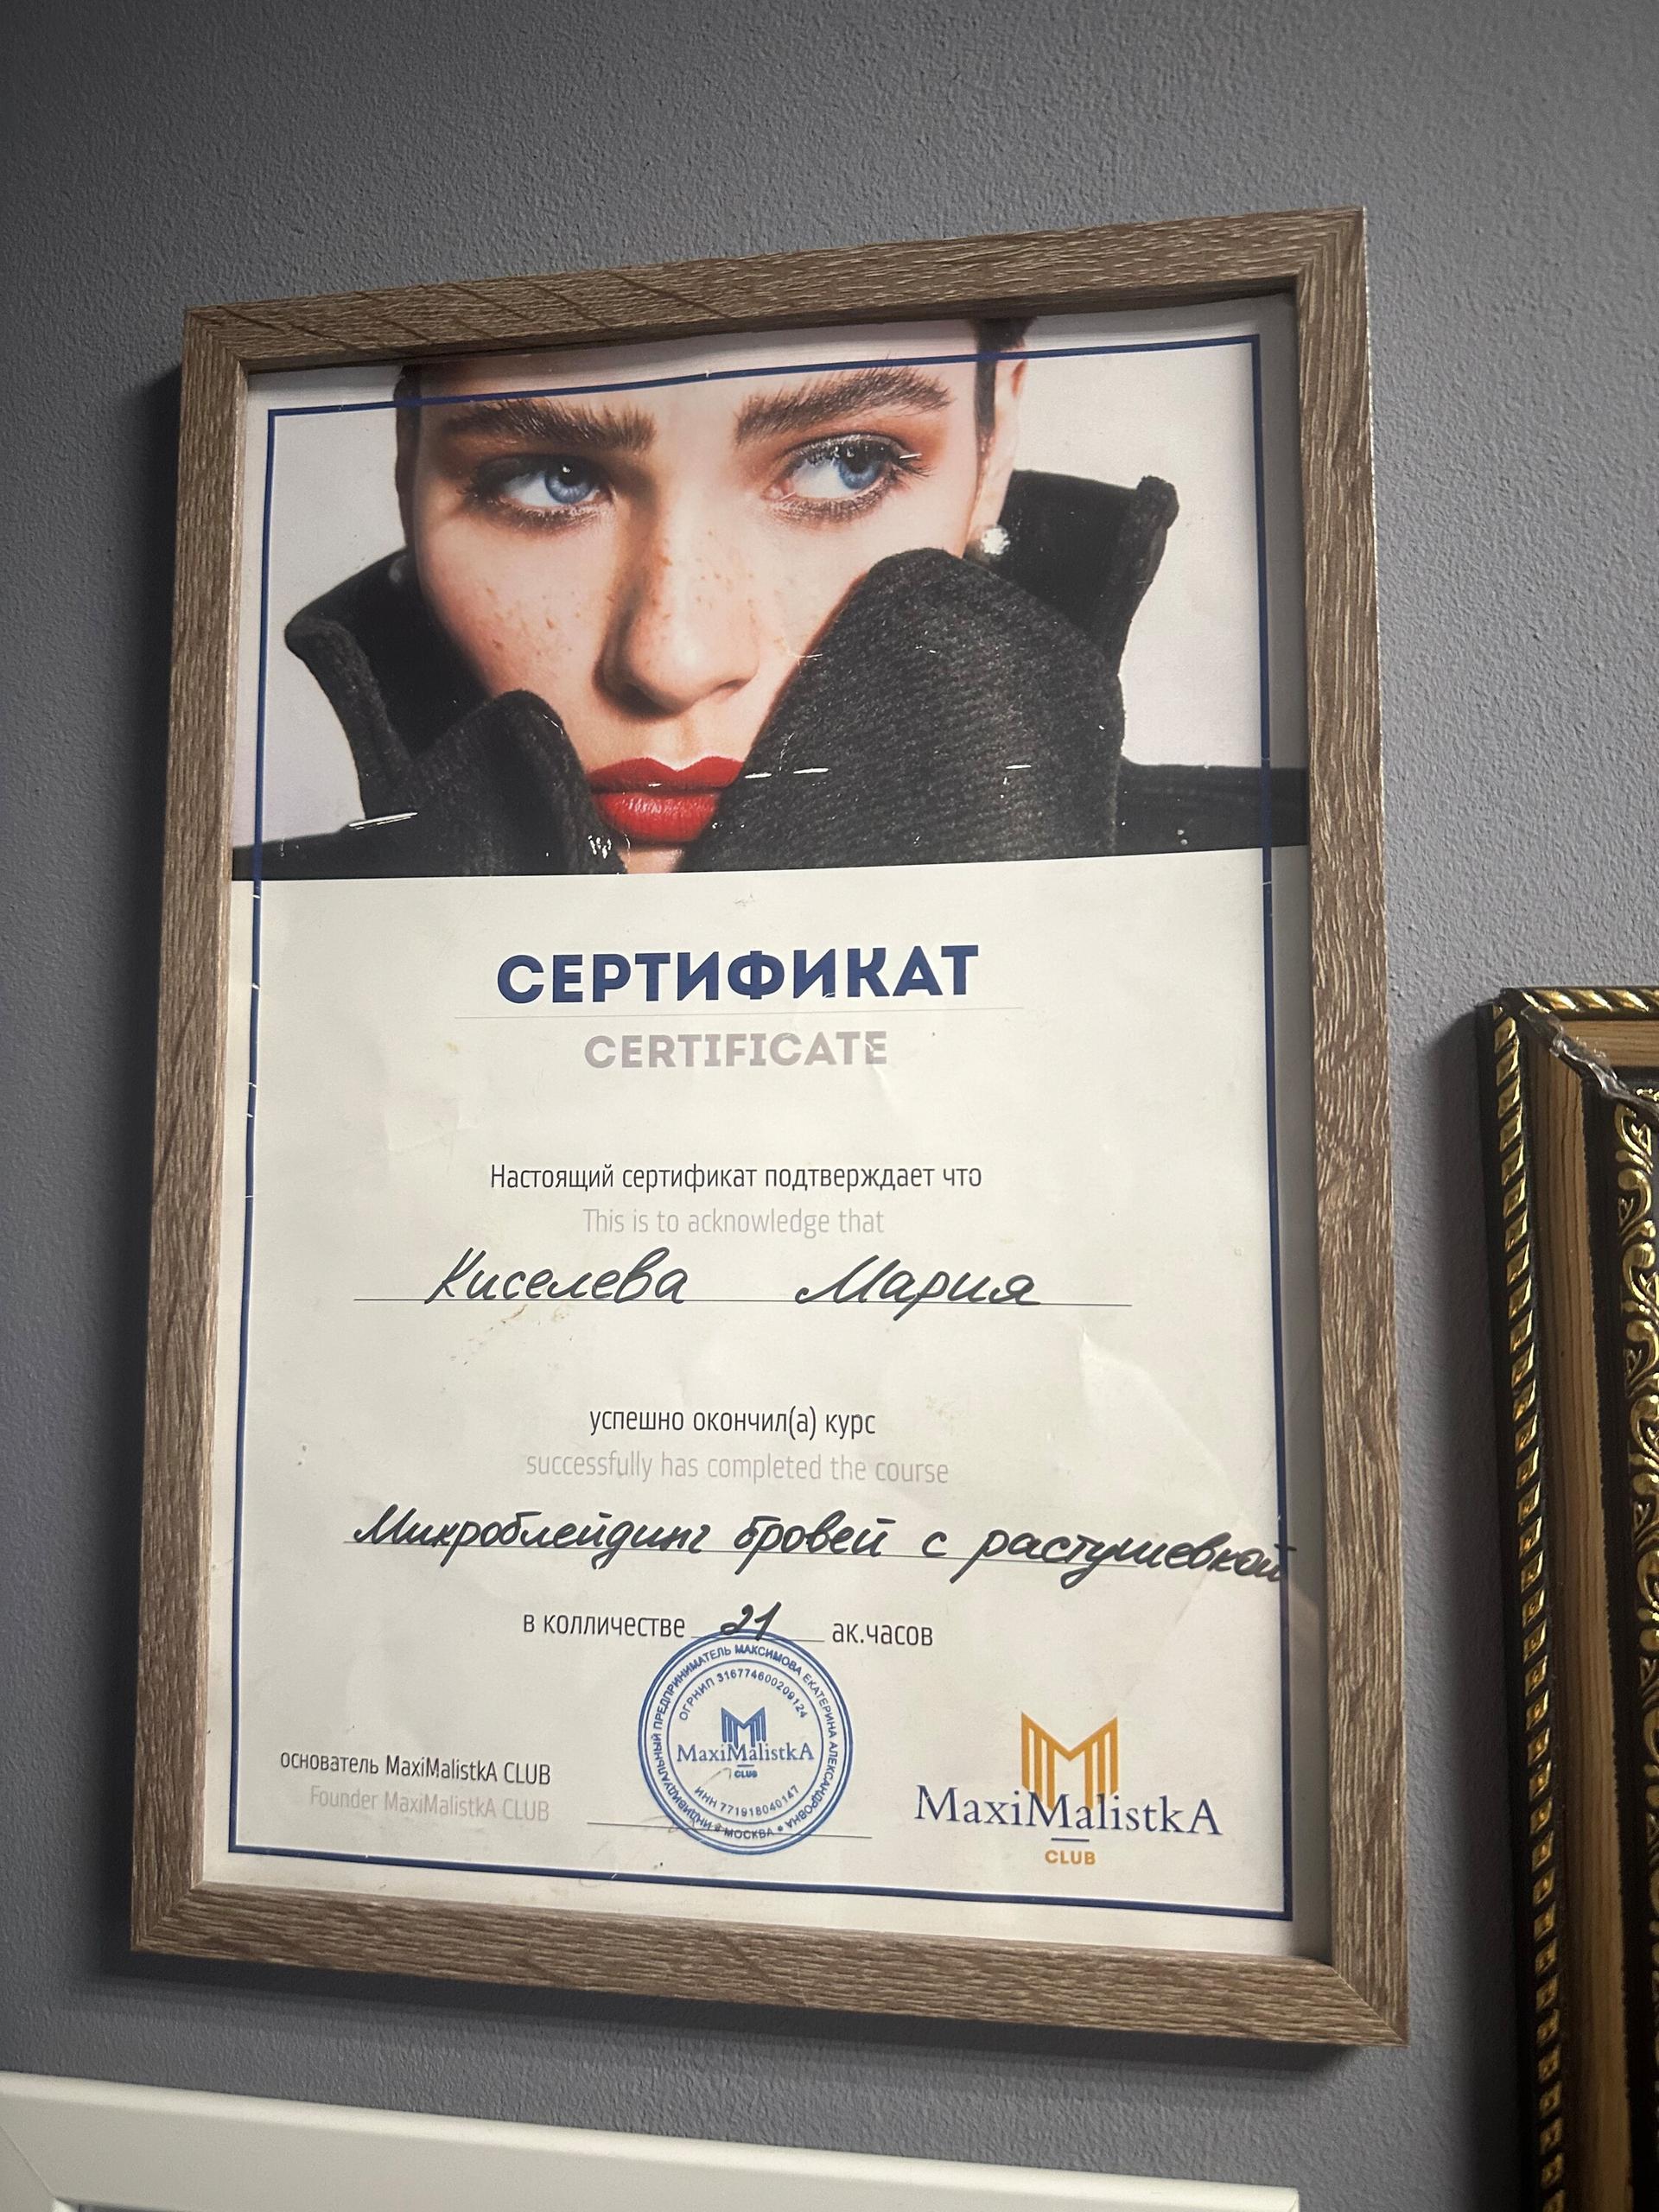 СЕРТИФИКАТ
CERTIFICATE
Настоящий сертификат подтверждает что
This is to acknowledge that
Киселева Мария
успешно окончил(а) курс
successfully has completed the course
Микроблейдинг бровей с растушевкой
в колличестве 21 ак.часов
ИНДИВИДУАЛЬНЫЙ ПРЕДПРИНИМАТЕЛЬ МАКСИМОВА ЕКАТЕРИНА АЛЕКСАНДРОВНА
ОГРНИП 316774600209124
MaxiMalistkA
CLUB
ИНН 771918040147
МОСКВА
основатель MaxiMalistkA CLUB
Founder MaxiMalistkA CLUB
MaxiMalistkA
CLUB